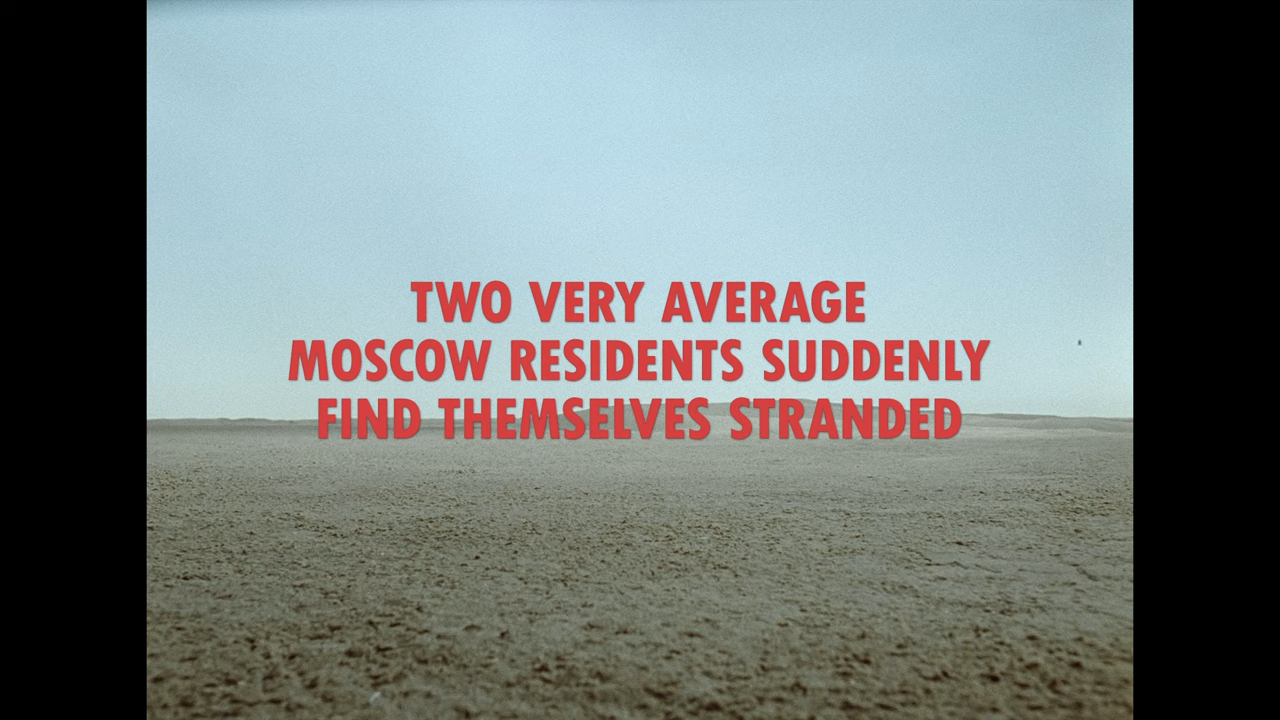 TWO VERY AVERAGE
MOSCOW RESIDENTS SUDDENLY
FIND THEMSELVES STRANDED